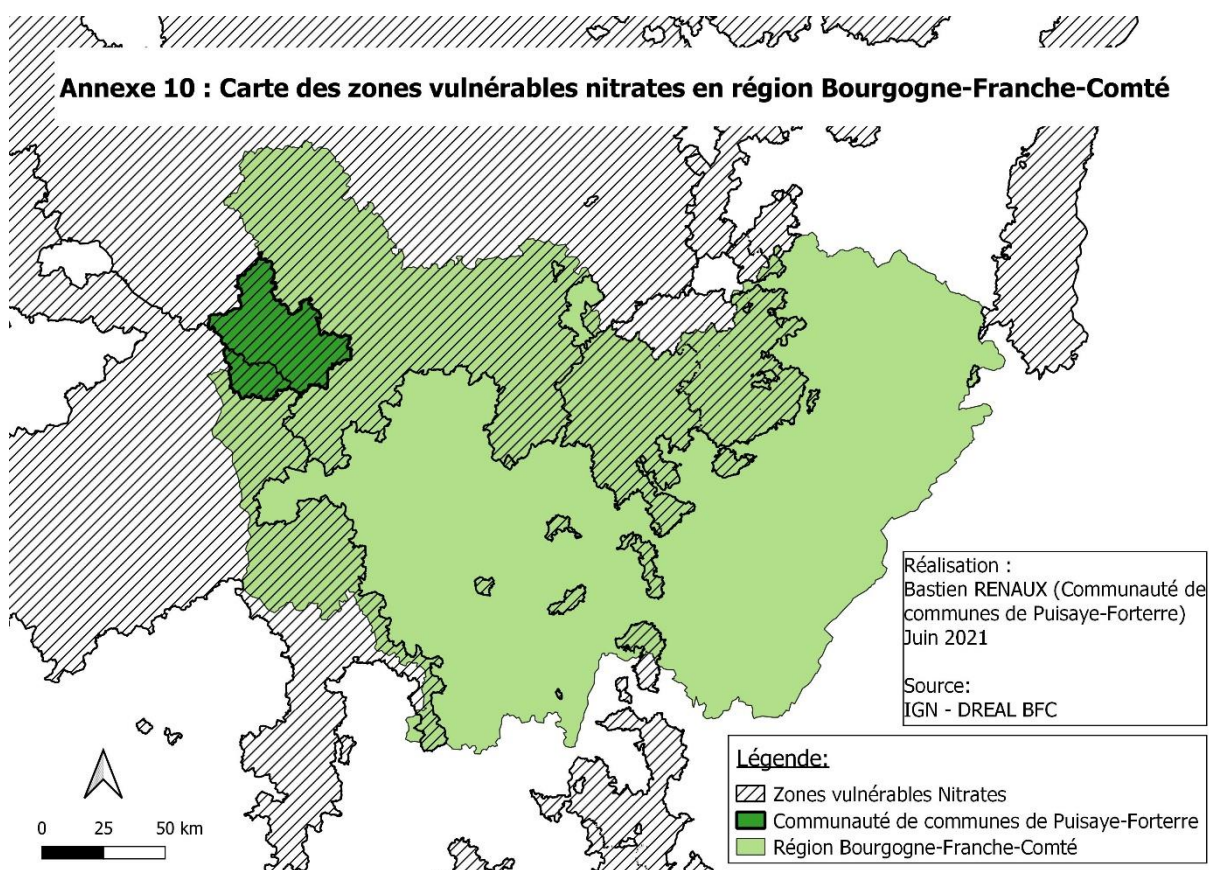 Annexe 10 : Carte des zones vulnérables nitrates en région Bourgogne-Franche-Comté
Réalisation :
Bastien RENAUX (Communauté de
communes de Puisaye-Forterre)
Juin 2021
Source:
IGN - DREAL BFC
Légende:
Zones vulnérables Nitrates
Communauté de communes de Puisaye-Forterre
Région Bourgogne-Franche-Comté
0 25 50 km